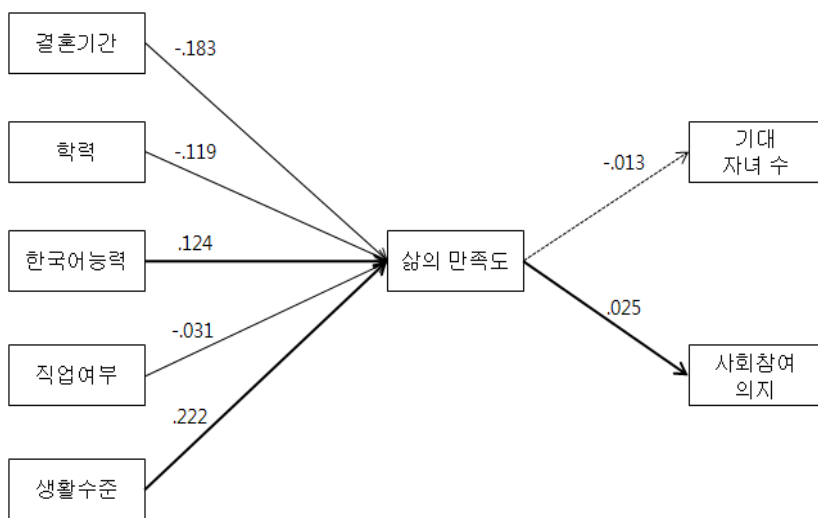 결혼기간
-.183
학력
-.119
기대
자녀 수
-.013
한국어능력
.124
삶의 만족도
직업여부
-.031
.025
사회참여
의지
.222
생활수준